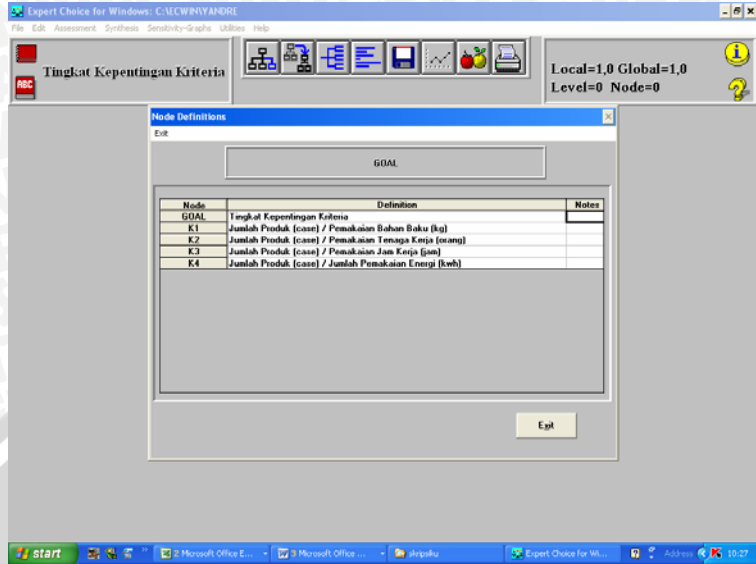 Expert Choice for Windows: C:\ECWIN\YANDRE
File Edit Assessment Synthesis Sensitivity-Graphs Utilities Help
Tingkat Kepentingan Kriteria
ABC
Local=1,0 Global=1,0
Level=0 Node=0
Node Definitions
Exit
GOAL
Node Definition Notes
GOAL Tingkat Kepentingan Kriteria
K1 Jumlah Produk (case) / Pemakaian Bahan Baku (kg)
K2 Jumlah Produk (case) / Pemakaian Tenaga Kerja (orang)
K3 Jumlah Produk (case) / Pemakaian Jam Kerja (jam)
K4 Jumlah Produk (case) / Jumlah Pemakaian Energi (kwh)
Exit
start 2 Microsoft Office E... 3 Microsoft Office ... skripsiku Expert Choice for Wi... Address 10:27